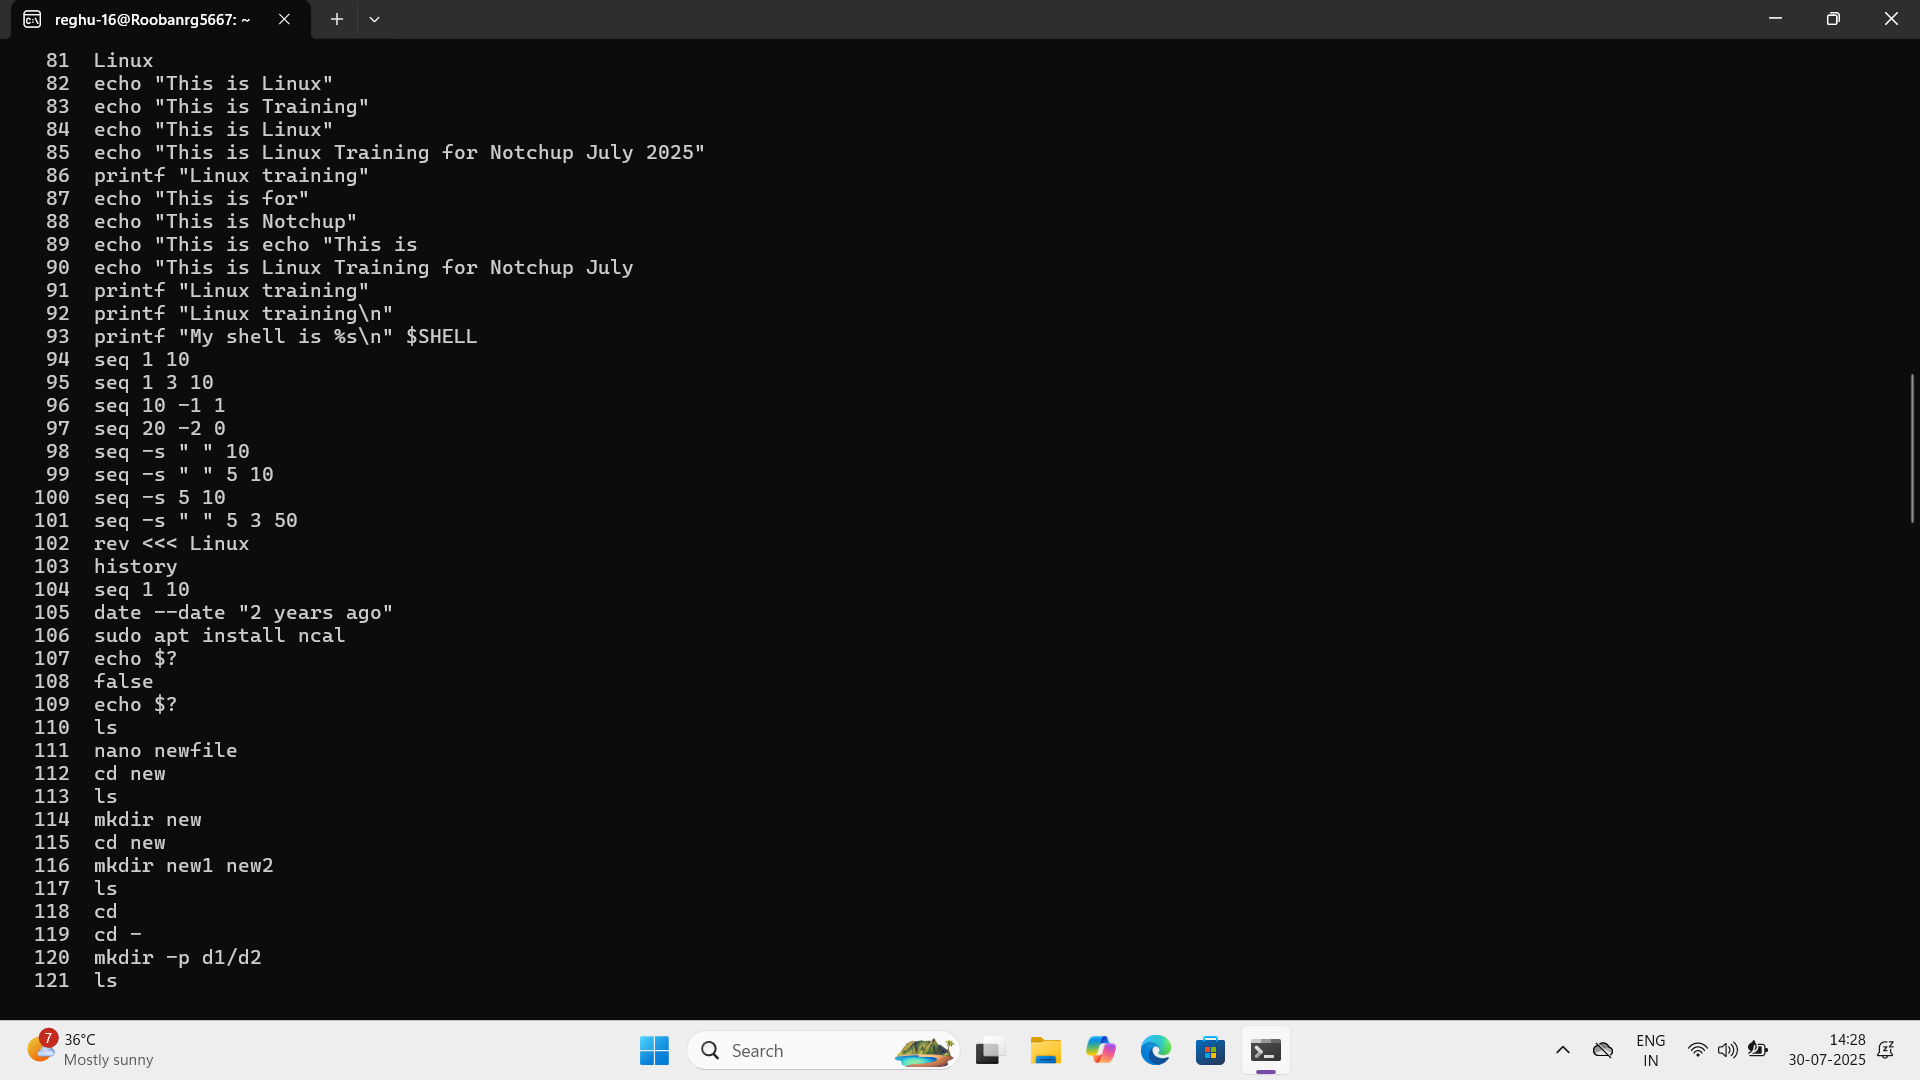 reghu-16@Roobanrg5667: ~
81 Linux
82 echo "This is Linux"
83 echo "This is Training"
84 echo "This is Linux"
85 echo "This is Linux Training for Notchup July 2025"
86 printf "Linux training"
87 echo "This is for"
88 echo "This is Notchup"
89 echo "This is echo "This is
90 echo "This is Linux Training for Notchup July
91 printf "Linux training"
92 printf "Linux training\n"
93 printf "My shell is %s\n" $SHELL
94 seq 1 10
95 seq 1 3 10
96 seq 10 -1 1
97 seq 20 -2 0
98 seq -s " " 10
99 seq -s " " 5 10
100 seq -s 5 10
101 seq -s " " 5 3 50
102 rev <<< Linux
103 history
104 seq 1 10
105 date --date "2 years ago"
106 sudo apt install ncal
107 echo $?
108 false
109 echo $?
110 ls
111 nano newfile
112 cd new
113 ls
114 mkdir new
115 cd new
116 mkdir new1 new2
117 ls
118 cd
119 cd -
120 mkdir -p d1/d2
121 ls
7
36°C
Mostly sunny
Search
ENG
IN
14:28
30-07-2025